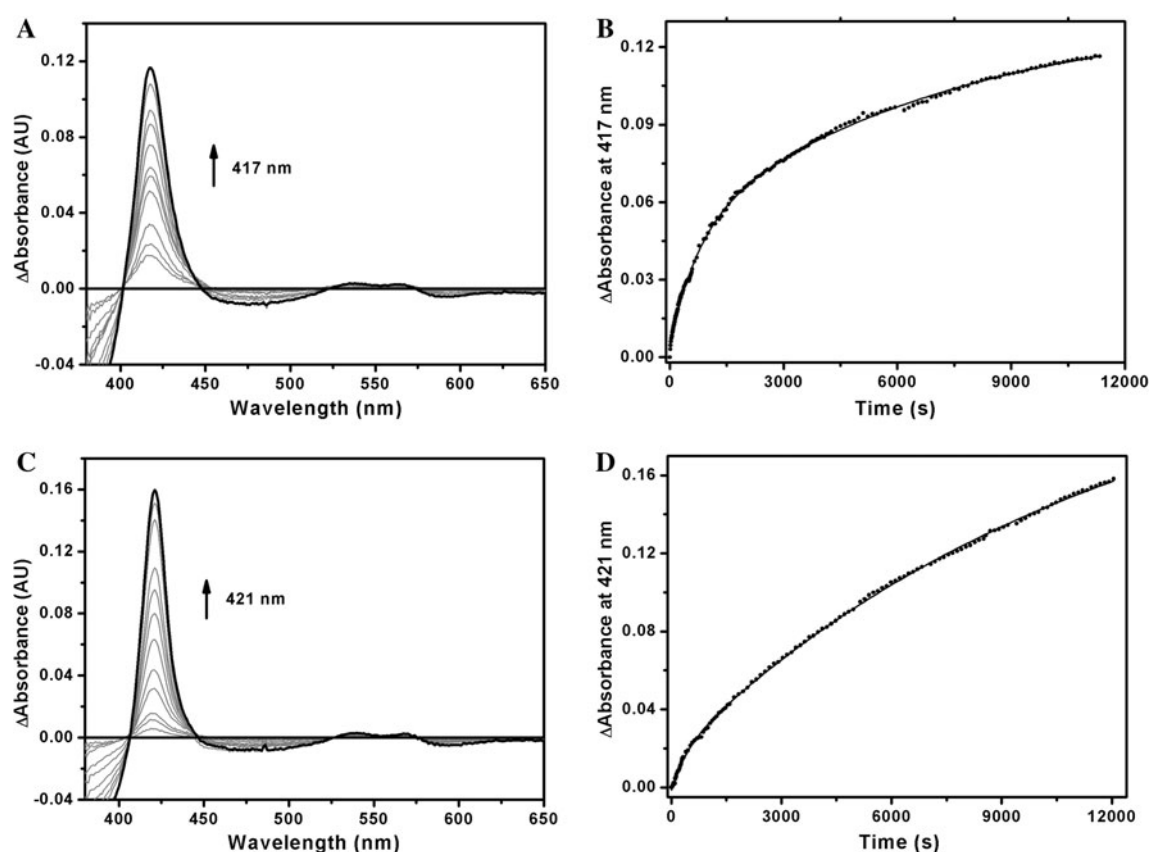 A
ΔAbsorbance (AU)
0.12
0.08
0.04
0.00
-0.04
417 nm
400 450 500 550 600 650
Wavelength (nm)
B
ΔAbsorbance at 417 nm
0.12
0.09
0.06
0.03
0.00
0 3000 6000 9000 12000
Time (s)
C
ΔAbsorbance (AU)
0.16
0.12
0.08
0.04
0.00
-0.04
421 nm
400 450 500 550 600 650
Wavelength (nm)
D
ΔAbsorbance at 421 nm
0.16
0.12
0.08
0.04
0.00
0 3000 6000 9000 12000
Time (s)